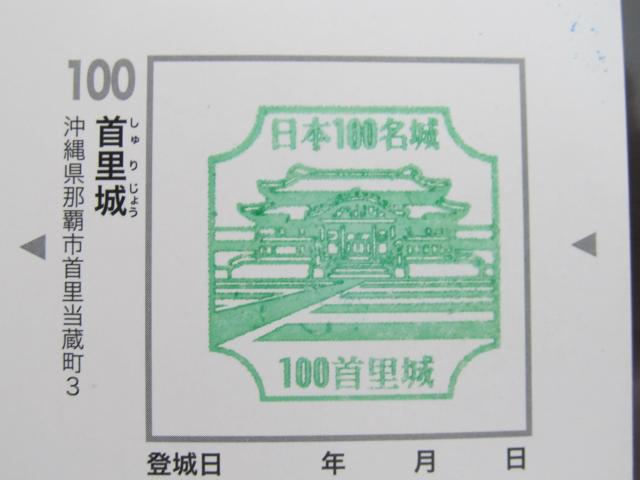 100
首里城
しゅりじょう
沖縄県那覇市首里当蔵町3
日本100名城
100首里城
登城日 年 月 日